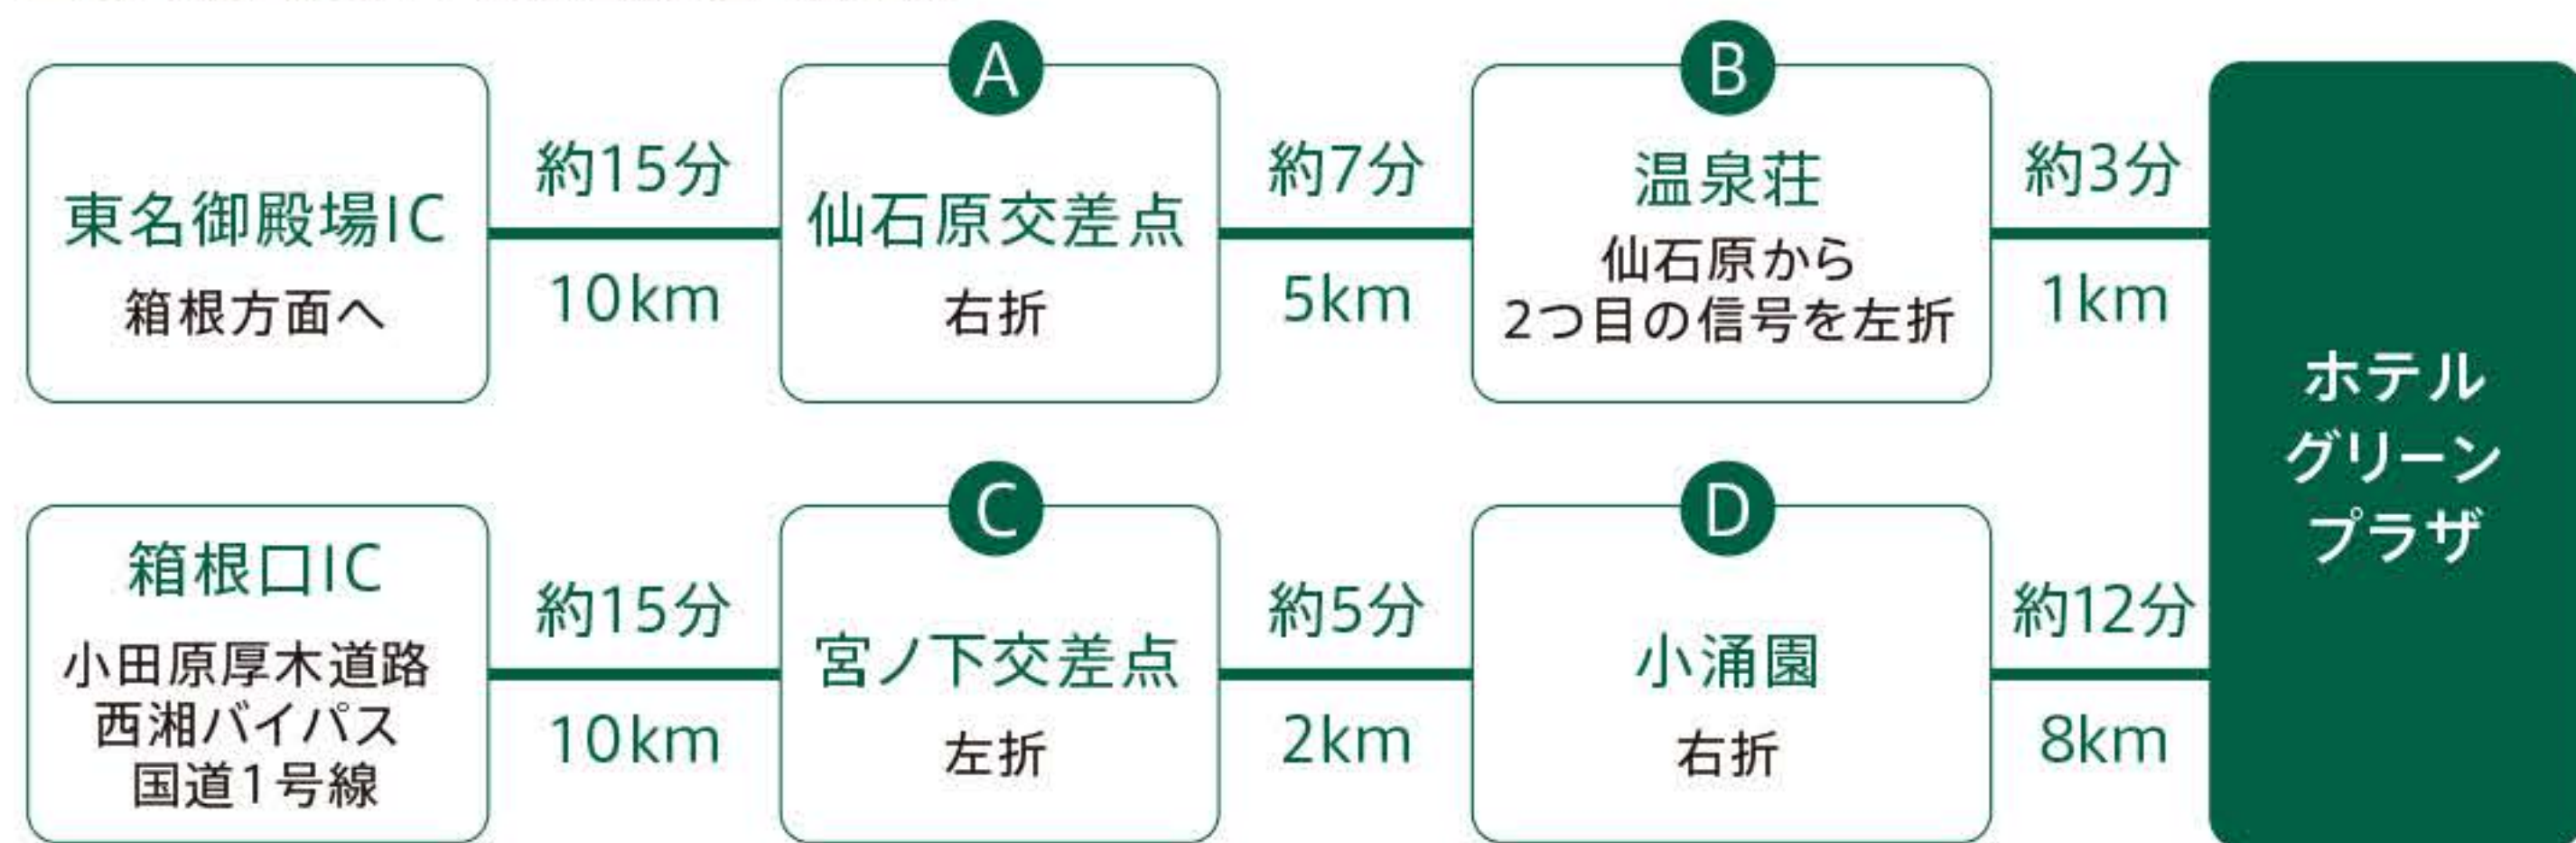 A
B
東名御殿場IC
箱根方面へ
約15分
10km
仙石原交差点
右折
約7分
5km
温泉荘
仙石原から
2つ目の信号を左折
約3分
1km
ホテル
グリーン
プラザ
C
D
箱根口IC
小田原厚木道路
西湘バイパス
国道1号線
約15分
10km
宮ノ下交差点
左折
約5分
2km
小涌園
右折
約12分
8km